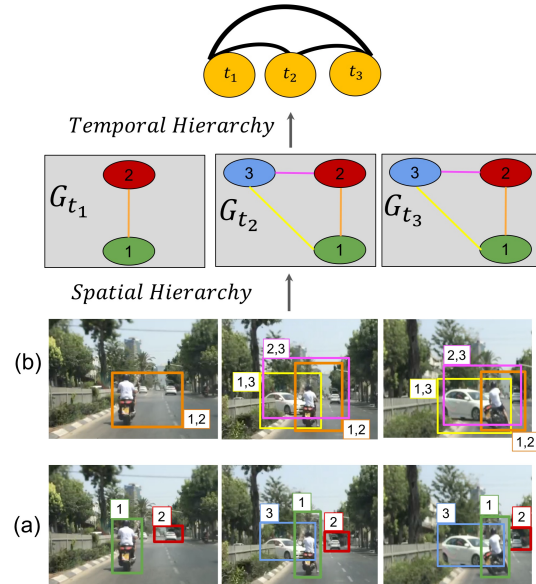 t1 t2 t3
Temporal Hierarchy
Gt1 2 1
Gt2 3 2 1
Gt3 3 2 1
Spatial Hierarchy
(b)
1,2
2,3
1,3
1,2
2,3
1,3
1,2
(a)
1 2
3 1 2
3 1 2